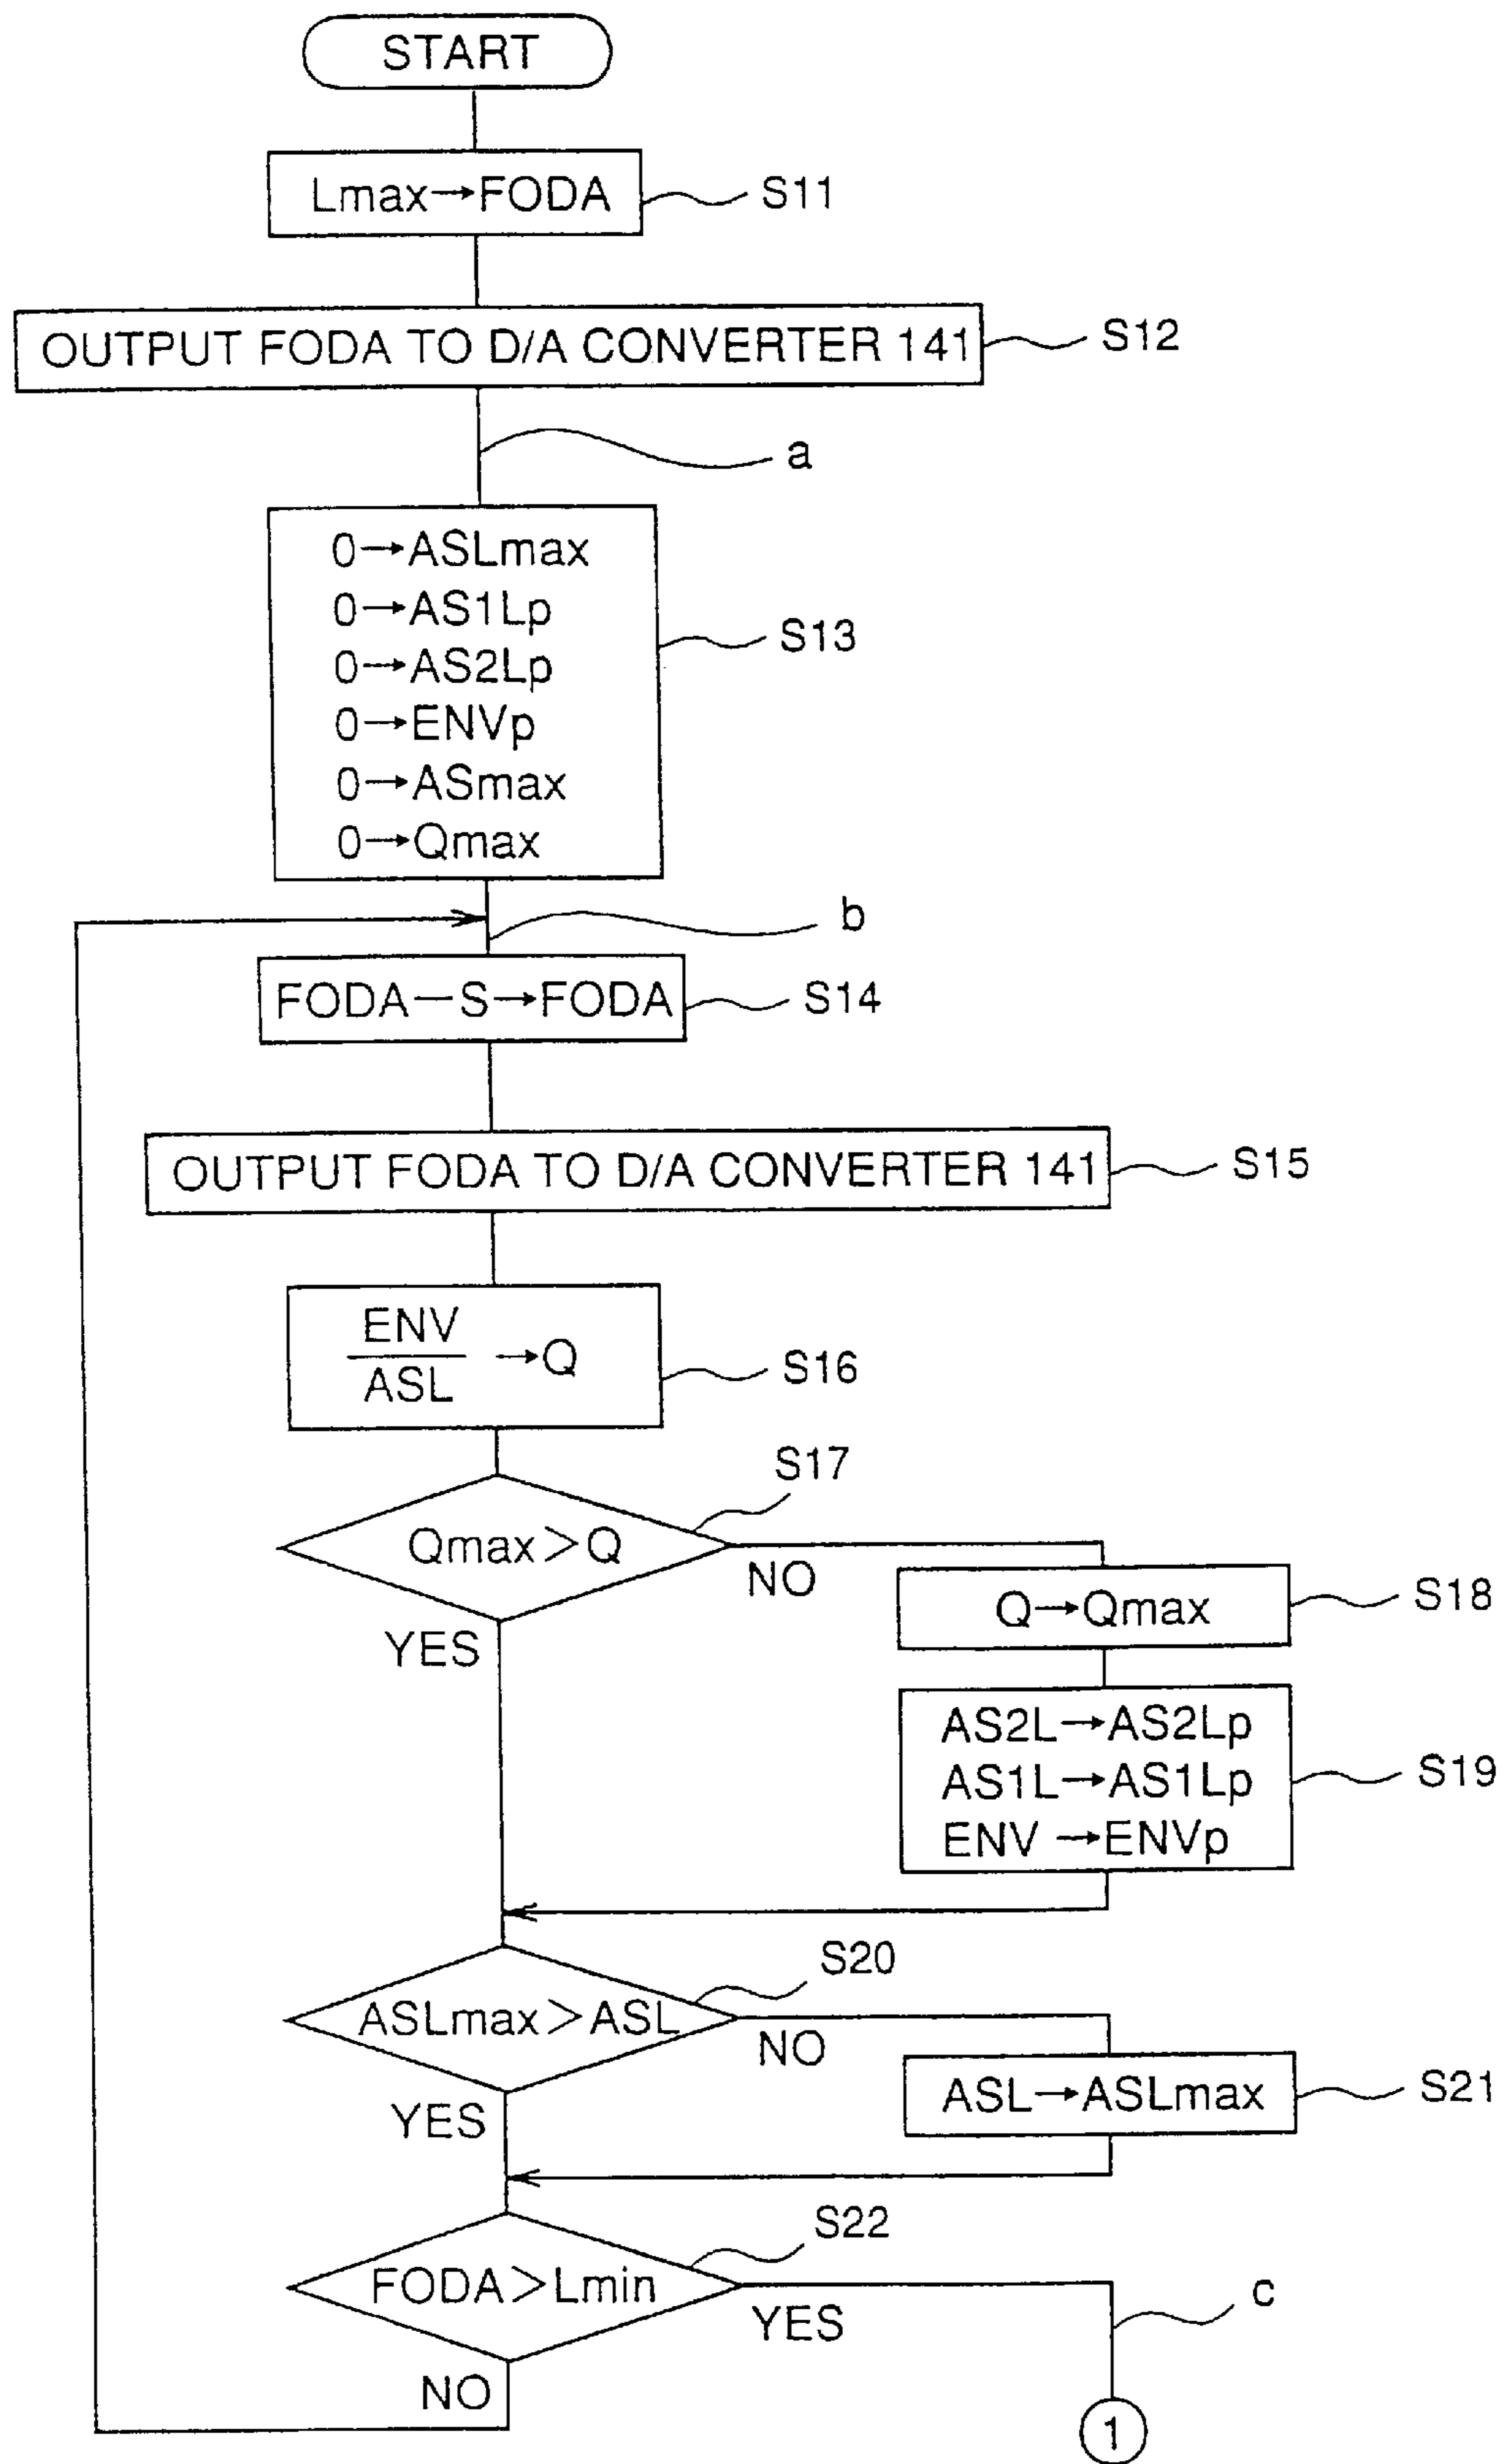 START
Lmax→FODA
S11
OUTPUT FODA TO D/A CONVERTER 141
S12
a
0→ASLmax
0→AS1Lp
0→AS2Lp
0→ENVp
0→ASmax
0→Qmax
S13
b
FODA—S→FODA
S14
OUTPUT FODA TO D/A CONVERTER 141
S15
ENV
ASL
→Q
S16
S17
Qmax>Q
NO
YES
Q→Qmax
S18
AS2L→AS2Lp
AS1L→AS1Lp
ENV→ENVp
S19
S20
ASLmax>ASL
NO
YES
ASL→ASLmax
S21
S22
FODA>Lmin
YES
NO
c
1